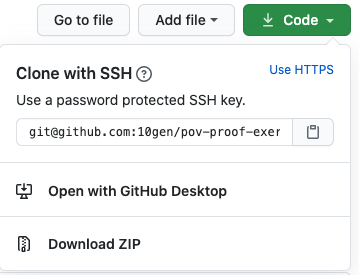 Go to file
Add file
Code
Clone with SSH
Use HTTPS
Use a password protected SSH key.
git@github.com:10gen/pov-proof-exer
Open with GitHub Desktop
Download ZIP